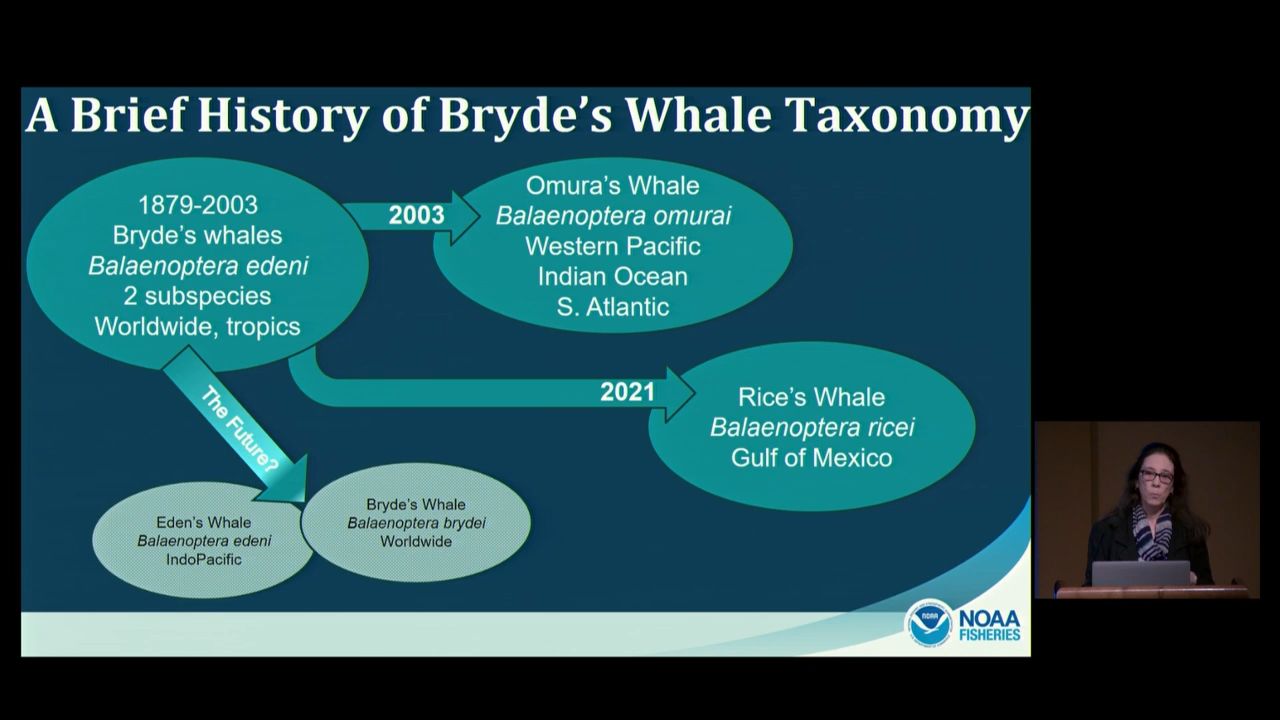 A Brief History of Bryde's Whale Taxonomy
1879-2003
Bryde's whales
Balaenoptera edeni
2 subspecies
Worldwide, tropics
2003
Omura's Whale
Balaenoptera omurai
Western Pacific
Indian Ocean
S. Atlantic
2021
Rice's Whale
Balaenoptera ricei
Gulf of Mexico
The Future?
Eden's Whale
Balaenoptera edeni
IndoPacific
Bryde's Whale
Balaenoptera brydei
Worldwide
NOAA
NOAA
FISHERIES